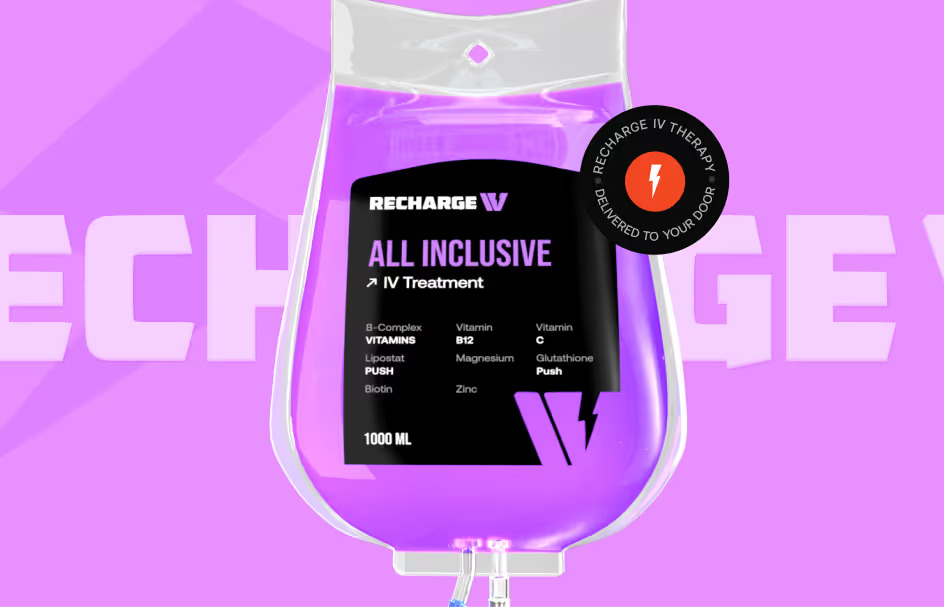 ECH GE
RECHARGE IV
ALL INCLUSIVE
↗ IV Treatment
B-Complex
VITAMINS
Vitamin
B12
Vitamin
C
Lipostat
PUSH
Magnesium
Glutathione
Push
Biotin
Zinc
1000 ML
RECHARGE IV THERAPY
DELIVERED TO YOUR DOOR